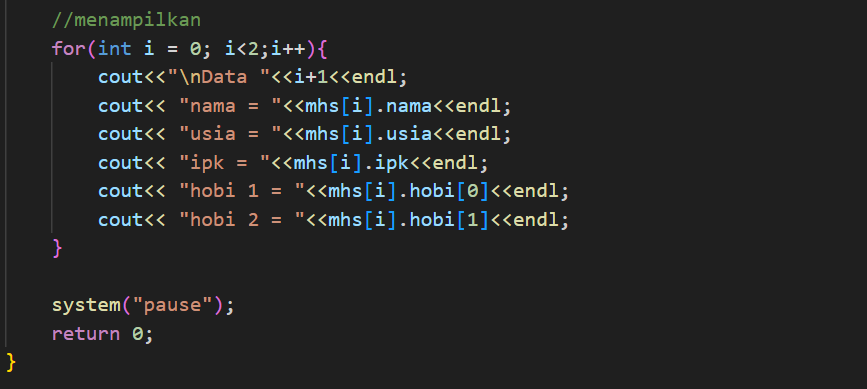 //menampilkan
for(int i = 0; i<2;i++){
cout<<"\nData "<<i+1<<endl;
cout<< "nama = "<<mhs[i].nama<<endl;
cout<< "usia = "<<mhs[i].usia<<endl;
cout<< "ipk = "<<mhs[i].ipk<<endl;
cout<< "hobi 1 = "<<mhs[i].hobi[0]<<endl;
cout<< "hobi 2 = "<<mhs[i].hobi[1]<<endl;
}
system("pause");
return 0;
}